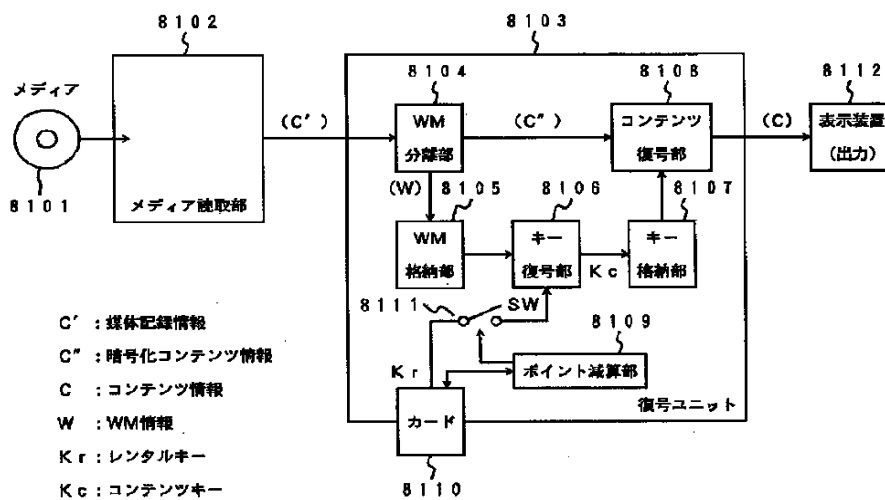 8102
8103
8104
8108
8112
メディア
(C′)
WM
分離部
(C″)
コンテンツ
復号部
(C)
表示装置
(出力)
8101
メディア読取部
(W)
8105
8106
8107
WM
格納部
キー
復号部
Kc
キー
格納部
8111
SW
8109
Kr
ポイント減算部
復号ユニット
カード
8110
C′:媒体記録情報
C″:暗号化コンテンツ情報
C:コンテンツ情報
W:WM情報
Kr:レンタルキー
Kc:コンテンツキー